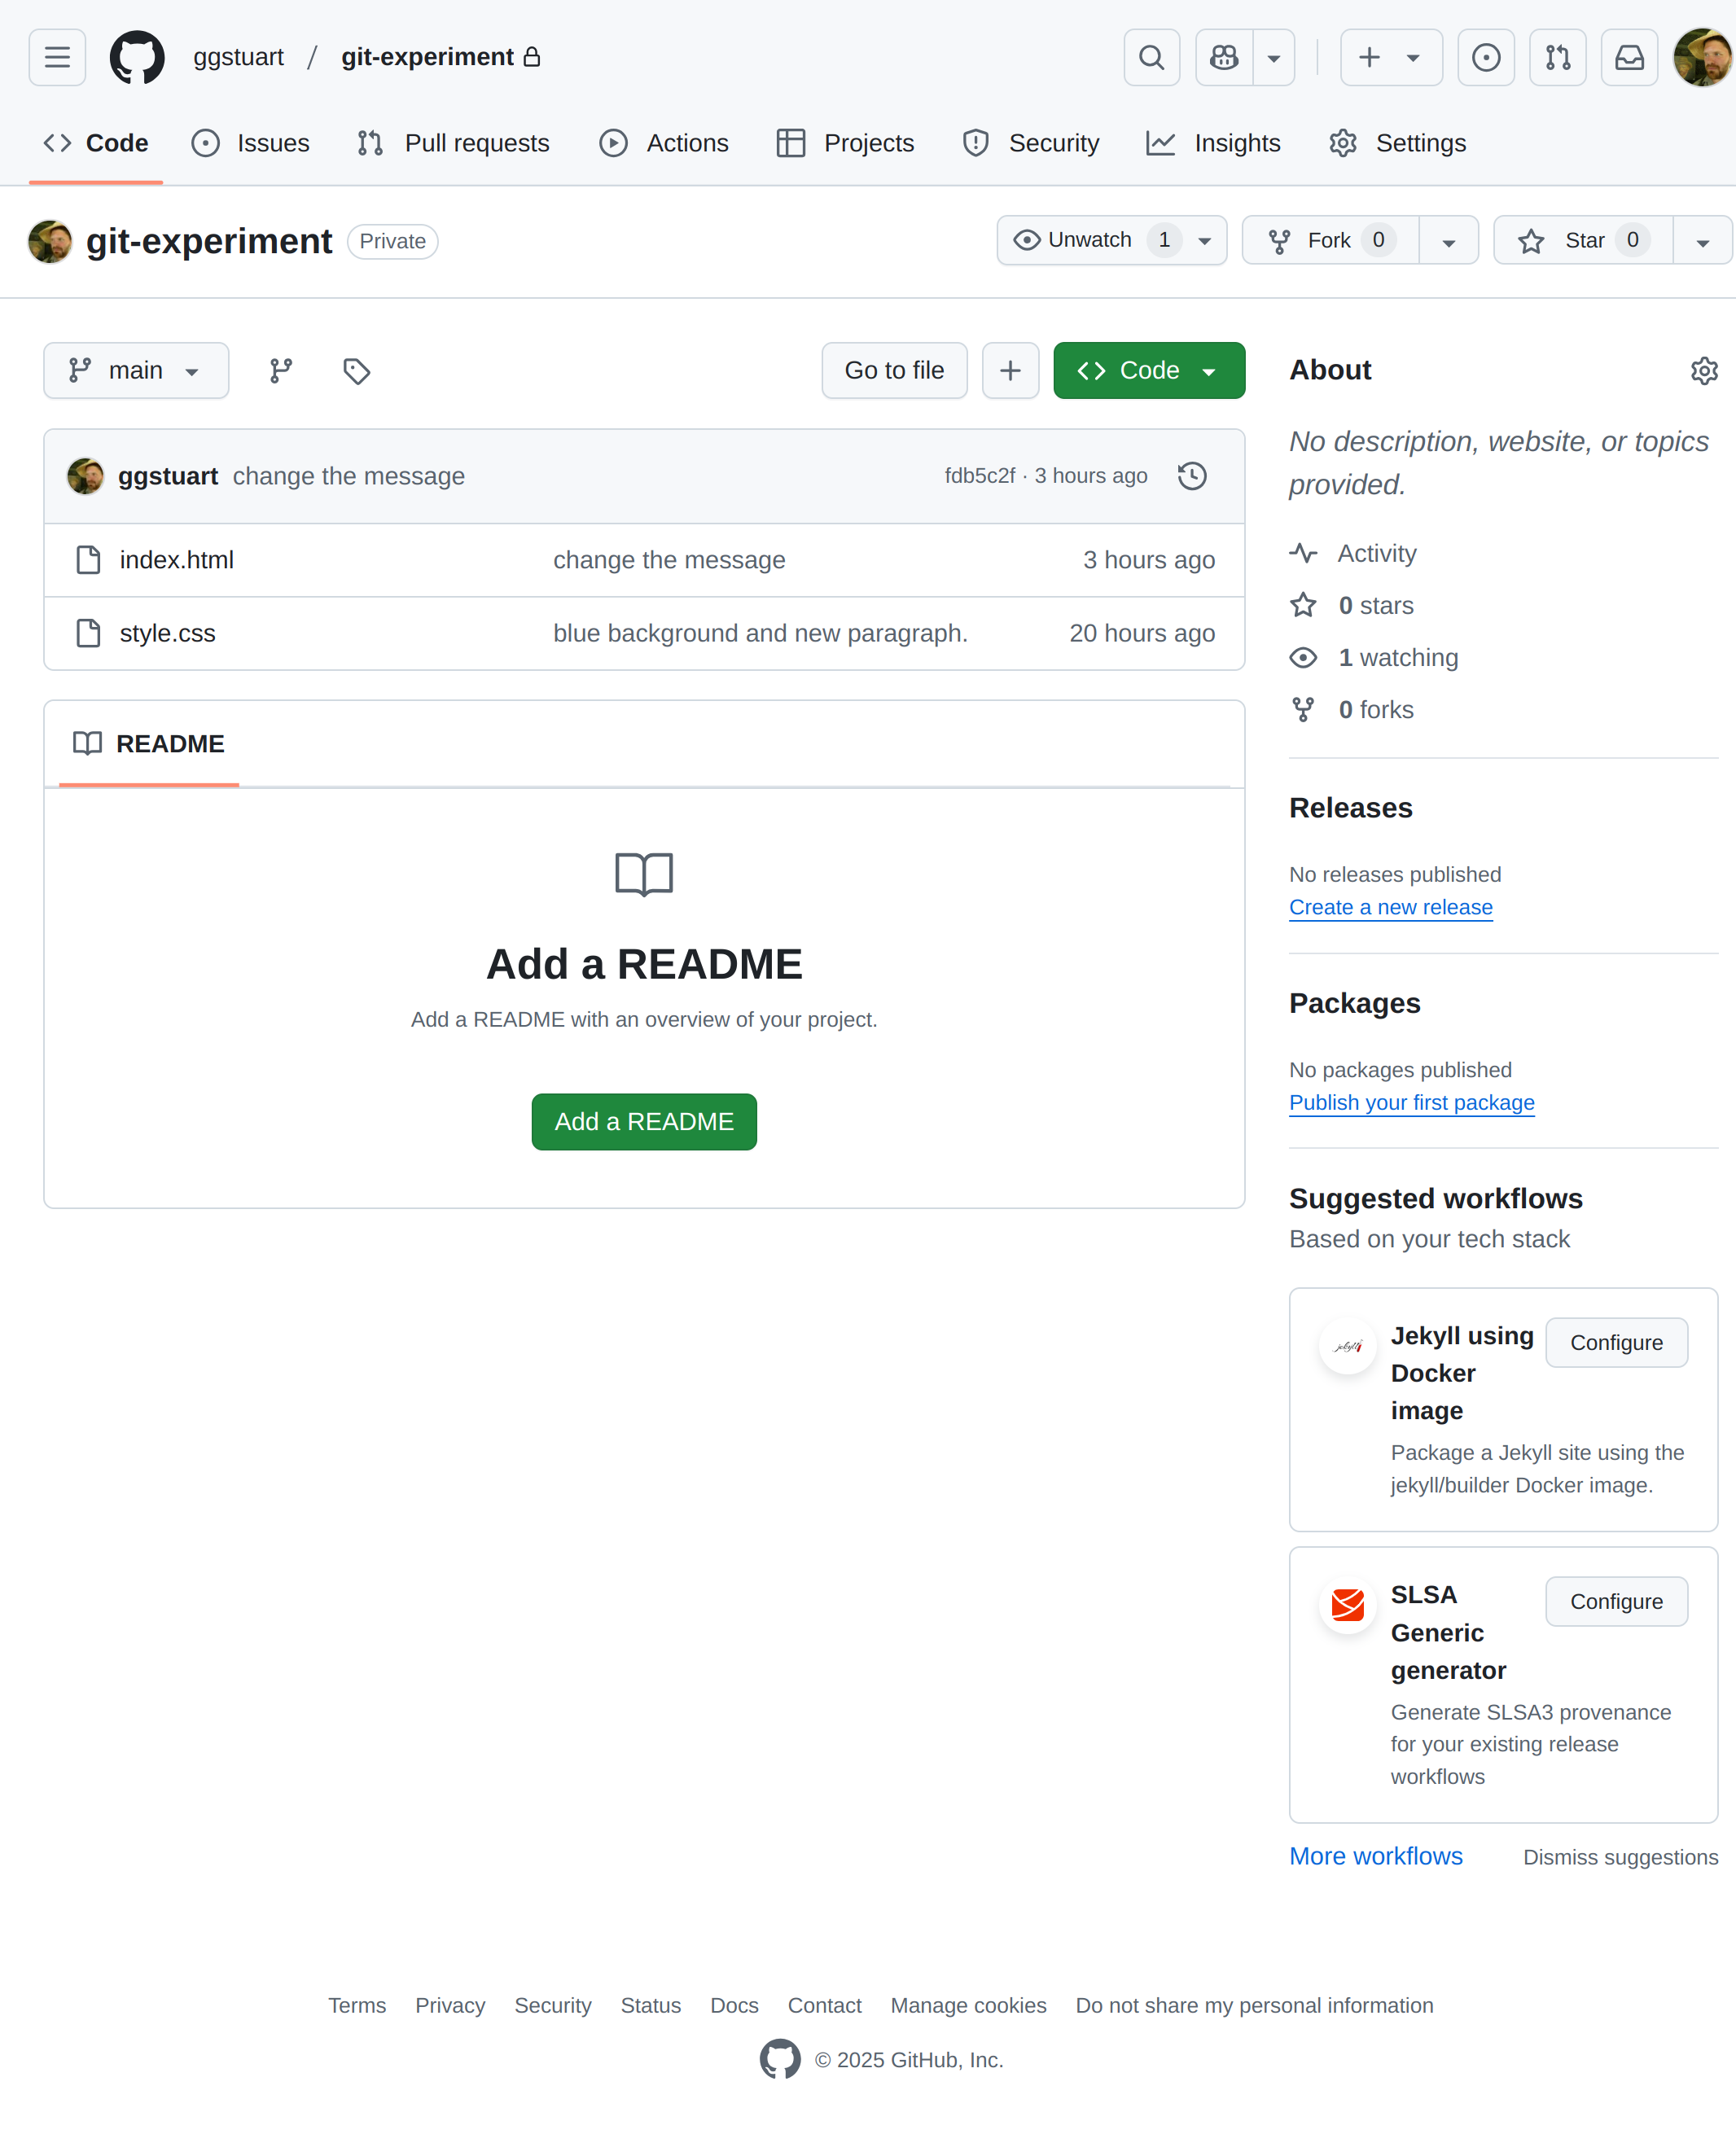 ggstuart / git-experiment
Code Issues Pull requests Actions Projects Security Insights Settings
git-experiment Private Unwatch 1 Fork 0 Star 0
main Go to file Code
ggstuart change the message fdb5c2f · 3 hours ago
index.html change the message 3 hours ago
style.css blue background and new paragraph. 20 hours ago
README
Add a README
Add a README with an overview of your project.
Add a README
About
No description, website, or topics
provided.
Activity
0 stars
1 watching
0 forks
Releases
No releases published
Create a new release
Packages
No packages published
Publish your first package
Suggested workflows
Based on your tech stack
jekyll
Jekyll using
Docker
image
Configure
Package a Jekyll site using the
jekyll/builder Docker image.
SLSA
Generic
generator
Configure
Generate SLSA3 provenance
for your existing release
workflows
More workflows Dismiss suggestions
Terms Privacy Security Status Docs Contact Manage cookies Do not share my personal information
© 2025 GitHub, Inc.